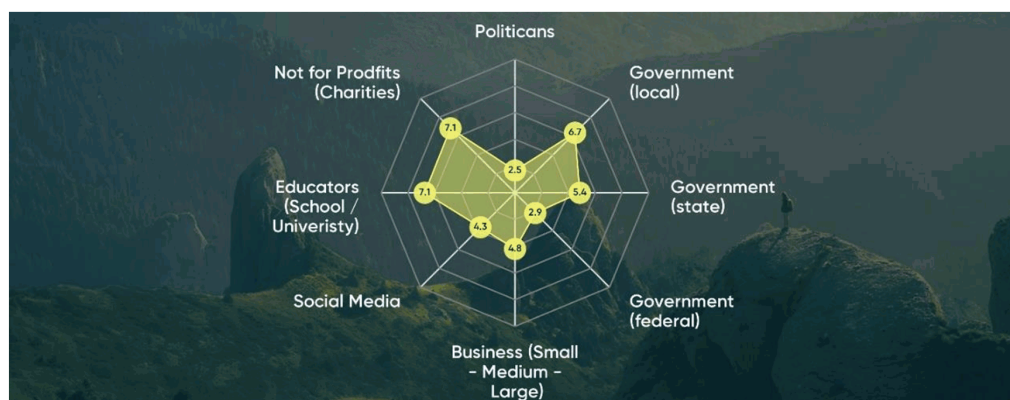 Politicans
Not for Prodfits
(Charities)
Government
(local)
7.1
6.7
2.5
Educators
(School /
Univeristy)
7.1
5.4
Government
(state)
2.9
4.3
4.8
Social Media
Government
(federal)
Business (Small
- Medium -
Large)